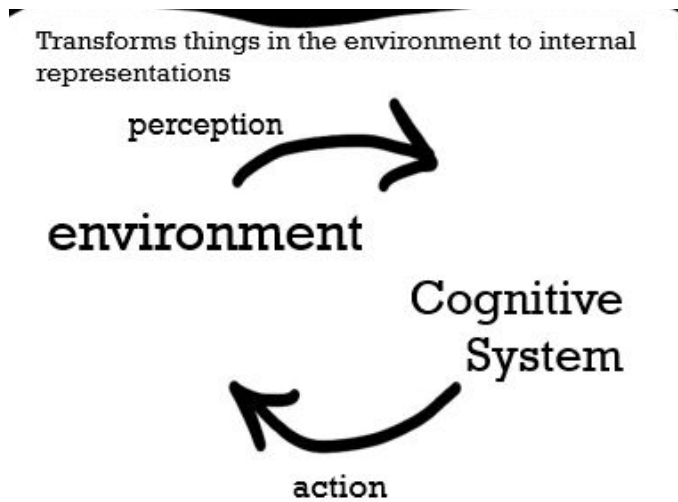 Transforms things in the environment to internal
representations
perception
environment
Cognitive
System
action